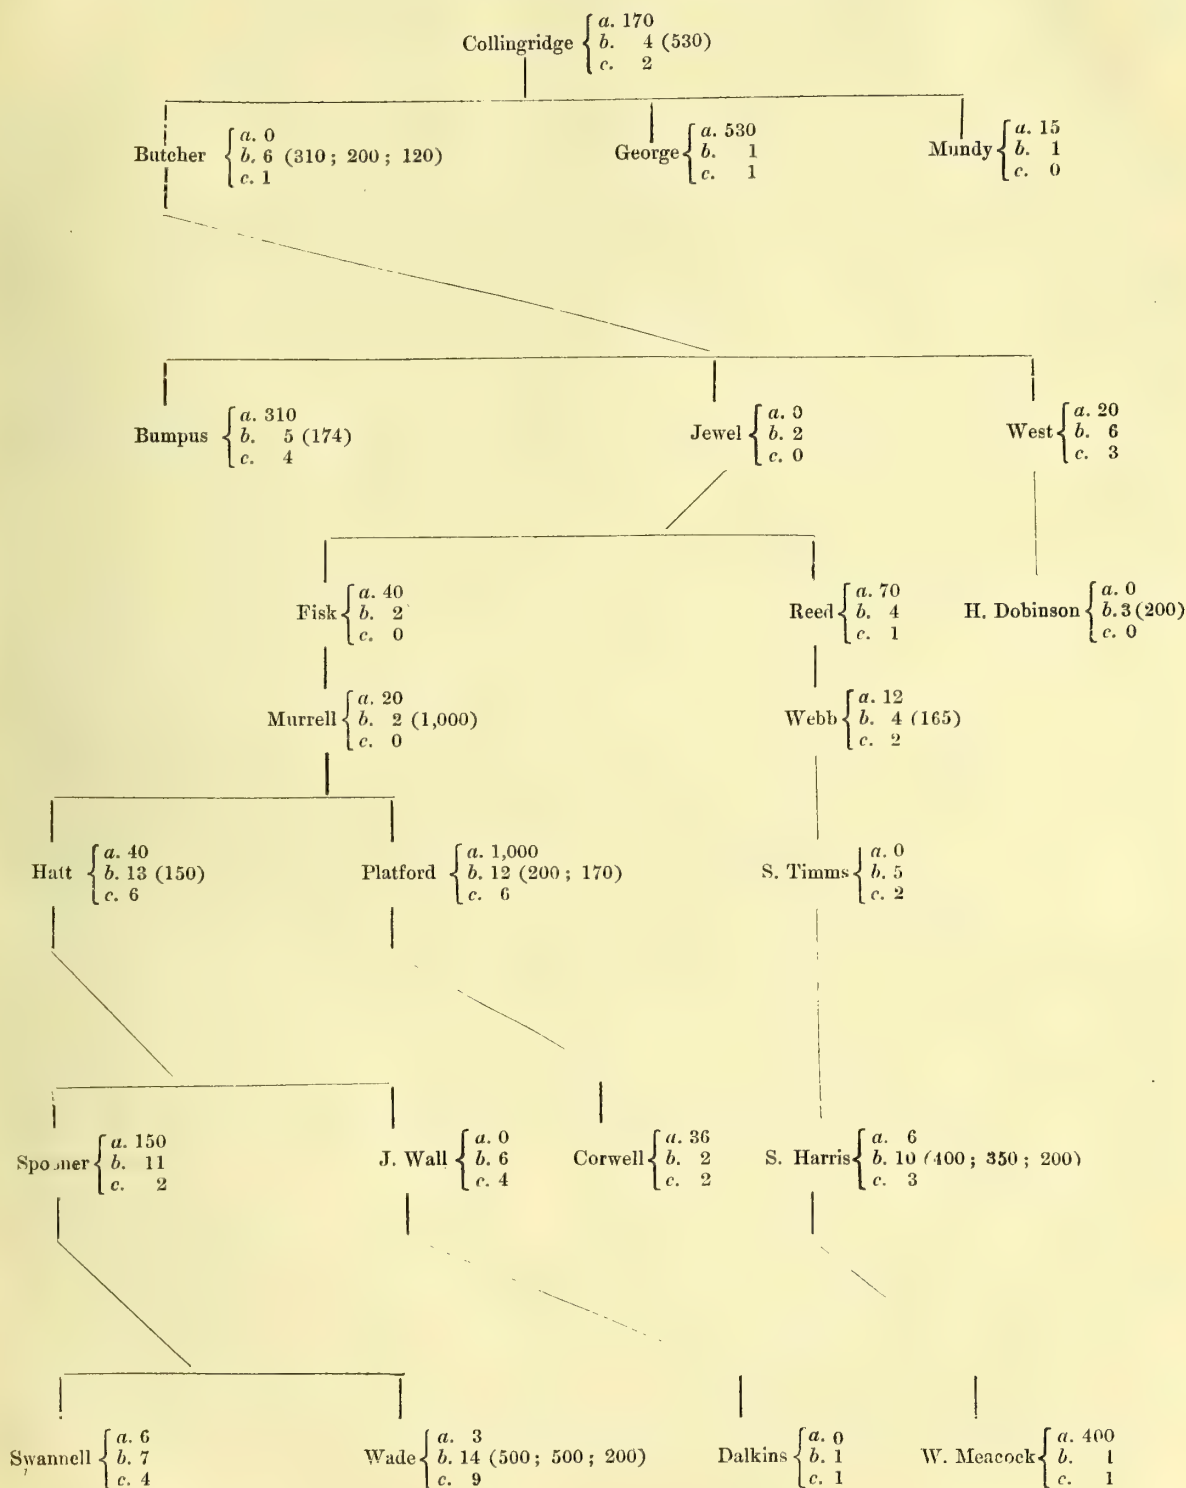 Collingridge a. 170
b. 4 (530)
c. 2
Butcher a. 0
b. 6 (310; 200; 120)
c. 1
George a. 530
b. 1
c. 1
Mundy a. 15
b. 1
c. 0
Bumpus a. 310
b. 5 (174)
c. 4
Jewel a. 0
b. 2
c. 0
West a. 20
b. 6
c. 3
Fisk a. 40
b. 2
c. 0
Reed a. 70
b. 4
c. 1
H. Dobinson a. 0
b. 3 (200)
c. 0
Murrell a. 20
b. 2 (1,000)
c. 0
Webb a. 12
b. 4 (165)
c. 2
Hatt a. 40
b. 13 (150)
c. 6
Platford a. 1,000
b. 12 (200; 170)
c. 6
S. Timms a. 0
b. 5
c. 2
Spooner a. 150
b. 11
c. 2
J. Wall a. 0
b. 6
c. 4
Corwell a. 36
b. 2
c. 2
S. Harris a. 6
b. 10 (400; 350; 200)
c. 3
Swannell a. 6
b. 7
c. 4
Wade a. 3
b. 14 (500; 500; 200)
c. 9
Dalkins a. 0
b. 1
c. 1
W. Meacock a. 400
b. 1
c. 1